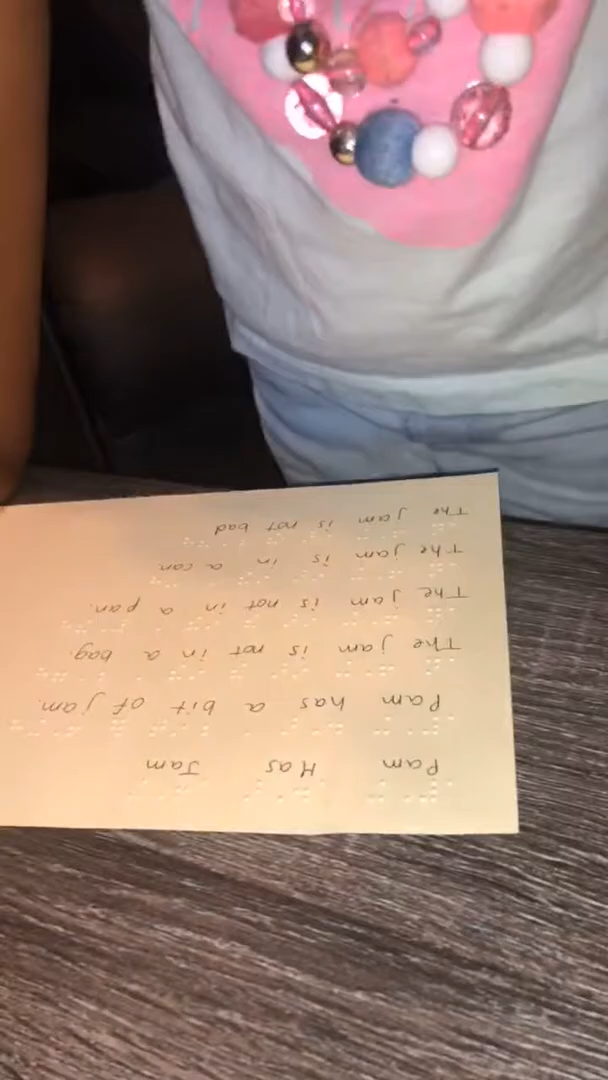 Pam Has Jam
Pam has a bit of jam.
The jam is not in a bag.
The jam is not in a pan.
The jam is in a can
The jam is not bad